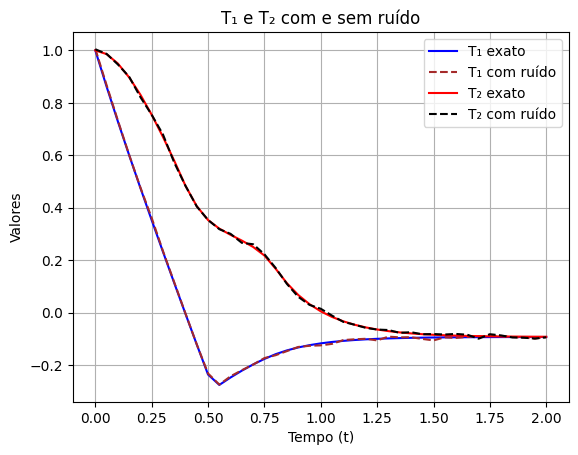 T₁ e T₂ com e sem ruído
T₁ exato
T₁ com ruído
T₂ exato
T₂ com ruído
Valores
1.0
0.8
0.6
0.4
0.2
0.0
−0.2
0.00 0.25 0.50 0.75 1.00 1.25 1.50 1.75 2.00
Tempo (t)